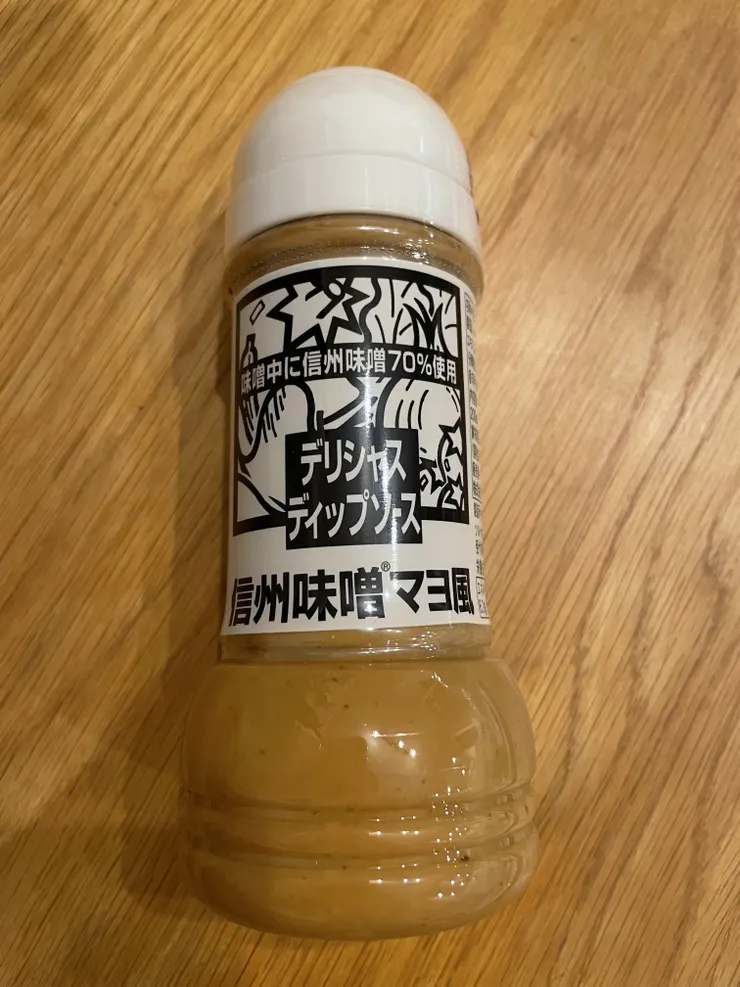 味噌中に信州味噌70%使用
デリシャス
ディップソース
信州味噌®マヨ風